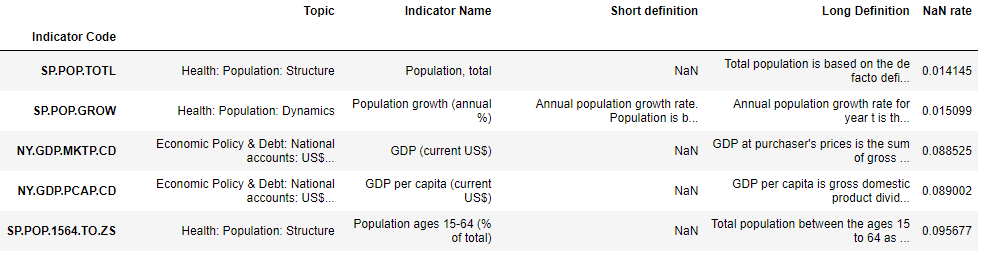 Topic Indicator Name Short definition Long Definition NaN rate
Indicator Code
SP.POP.TOTL Health: Population: Structure Population, total NaN Total population is based on the de facto defi... 0.014145
SP.POP.GROW Health: Population: Dynamics Population growth (annual %) Annual population growth rate. Population is b... Annual population growth rate for year t is th... 0.015099
NY.GDP.MKTP.CD Economic Policy & Debt: National accounts: US$... GDP (current US$) NaN GDP at purchaser's prices is the sum of gross ... 0.088525
NY.GDP.PCAP.CD Economic Policy & Debt: National accounts: US$... GDP per capita (current US$) NaN GDP per capita is gross domestic product divid... 0.089002
SP.POP.1564.TO.ZS Health: Population: Structure Population ages 15-64 (% of total) NaN Total population between the ages 15 to 64 as ... 0.095677